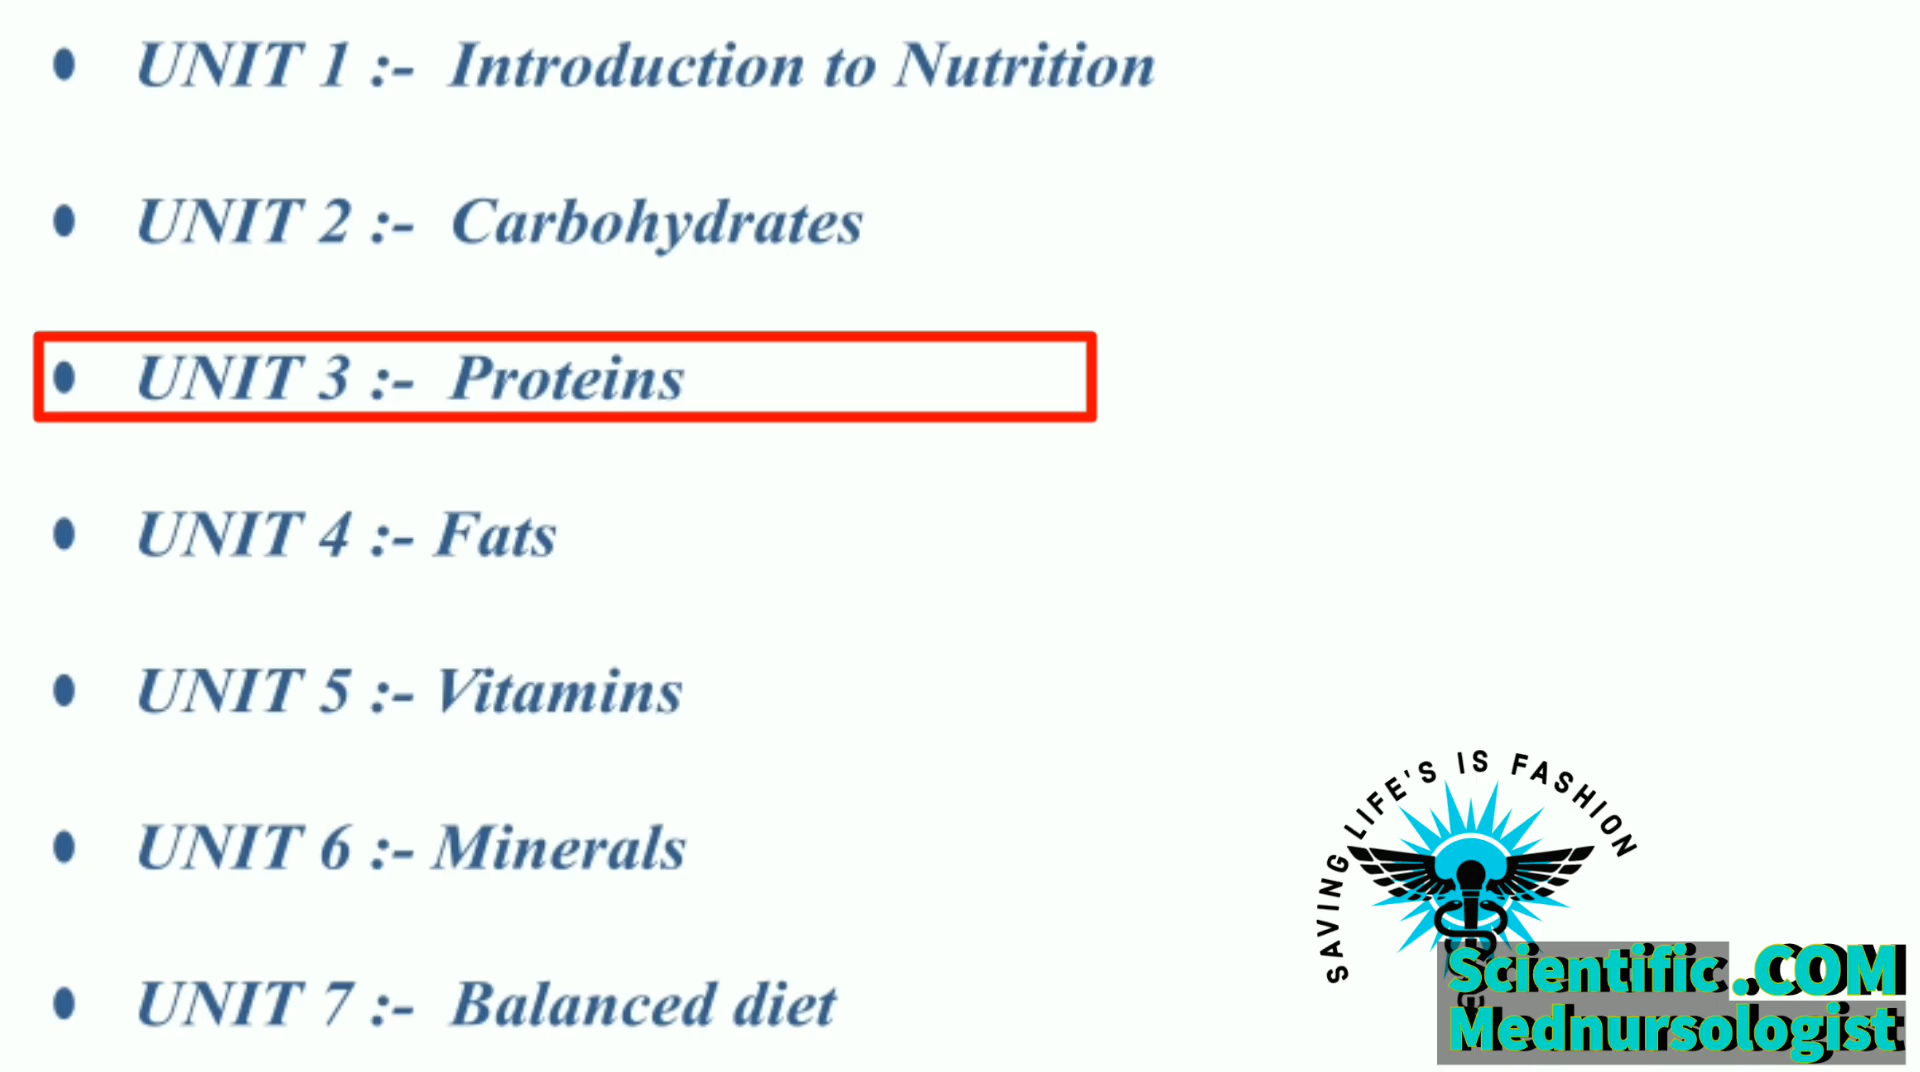 • UNIT 1 :- Introduction to Nutrition
• UNIT 2 :- Carbohydrates
• UNIT 3 :- Proteins
• UNIT 4 :- Fats
• UNIT 5 :- Vitamins
• UNIT 6 :- Minerals
• UNIT 7 :- Balanced diet
SAVING LIFE'S IS FASHION
Scientific .COM
Mednursologist